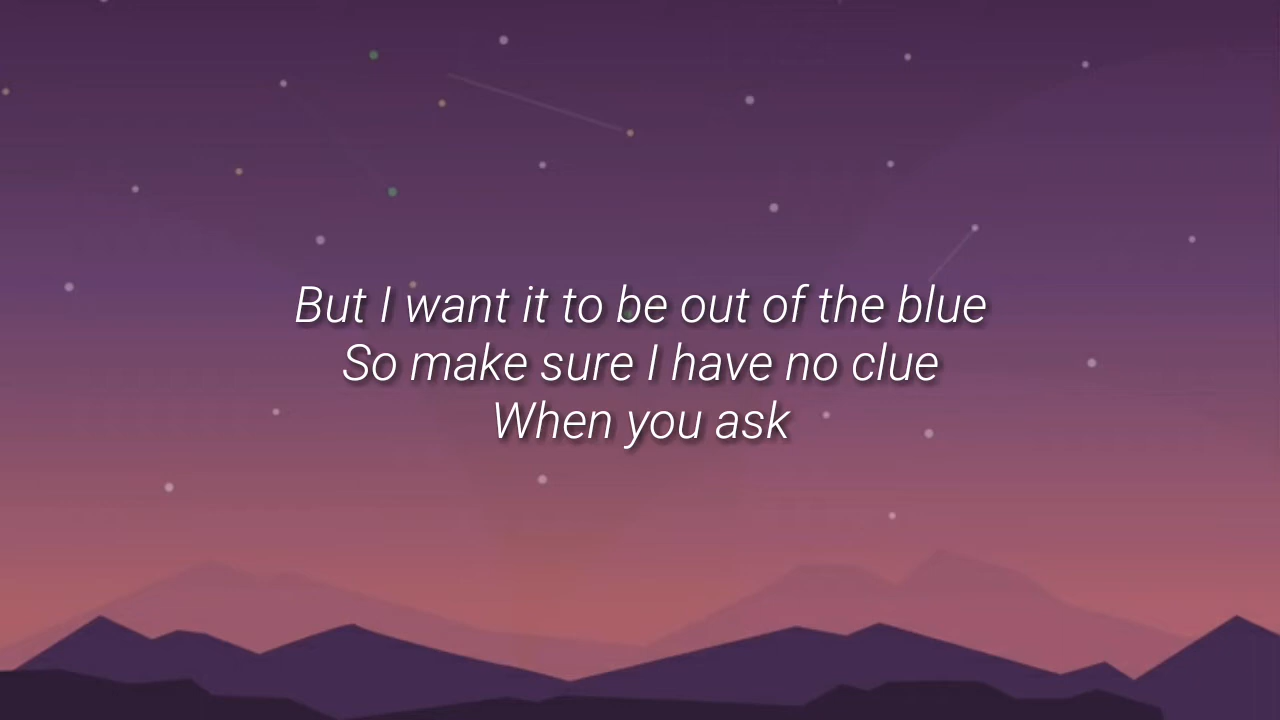 But I want it to be out of the blue
So make sure I have no clue
When you ask